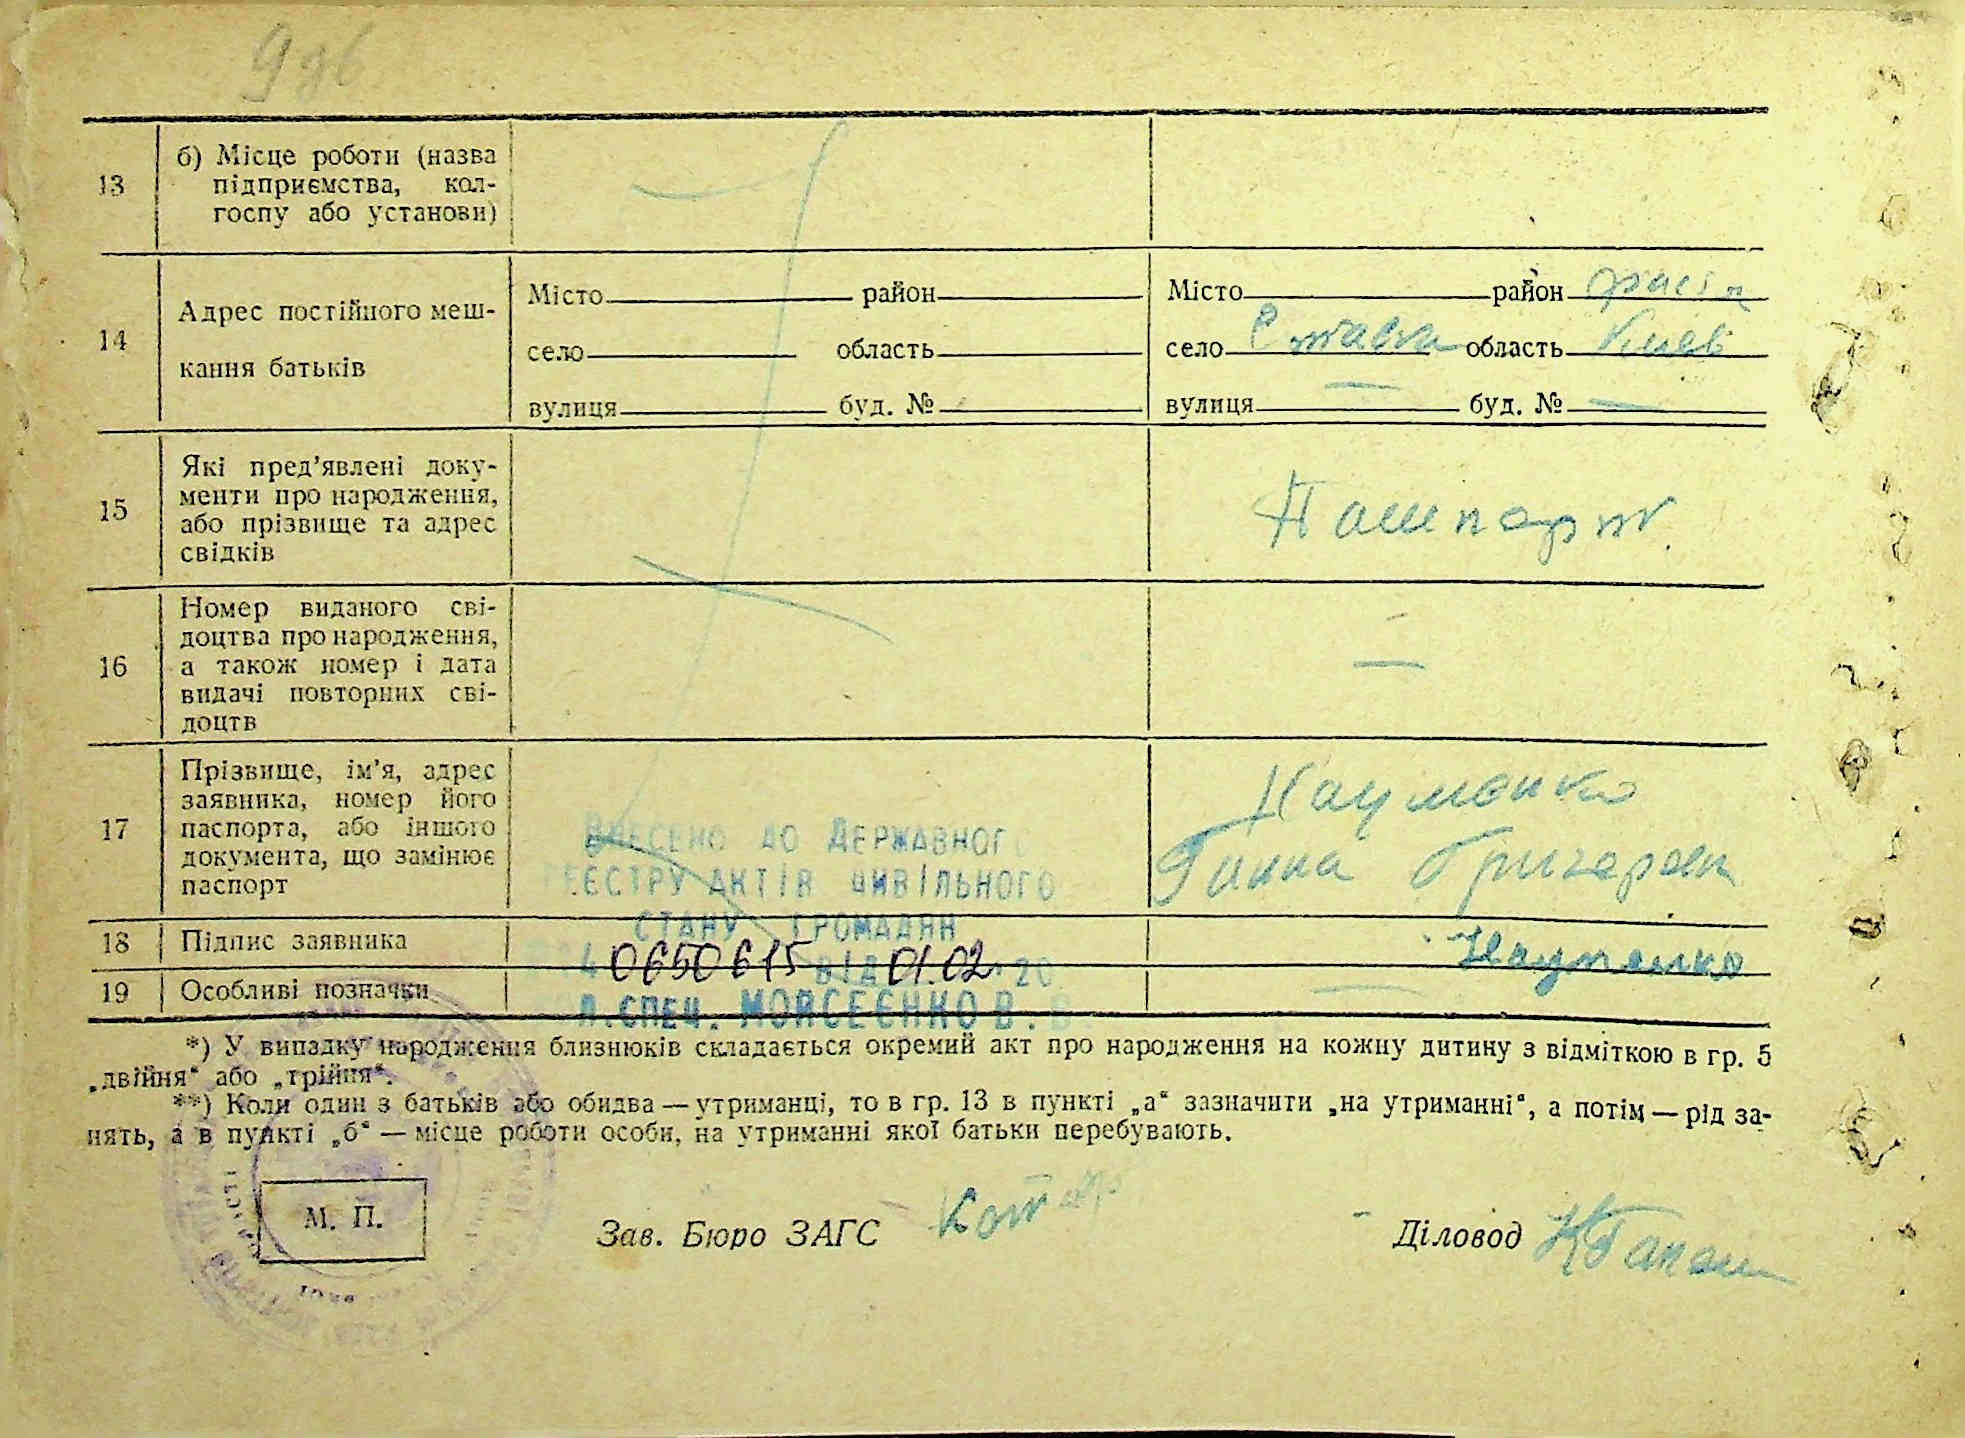 13 б) Місце роботи (назва
підприємства, кол-
госпу або установи)
14 Адрес постійного меш-
кання батьків
Місто район
село область
вулиця буд. №
Місто район
село Ставки область Київ
вулиця — буд. № —
15 Які пред’явлені доку-
менти про народження,
або прізвище та адрес
свідків
Пашпорт
16 Номер виданого сві-
доцтва про народження,
а також номер і дата
видачі повторних сві-
доцтв
—
17 Прізвище, ім’я, адрес
заявника, номер його
паспорта, або іншого
документа, що замінює
паспорт
Науменко
Ганна
ВНЕСЕНО ДО ДЕРЖАВНОГО
РЕЄСТРУ АКТІВ ЦИВІЛЬНОГО
СТАНУ ГРОМАДЯН
0650615 ВІД 01.02. 20
СПЕЦ. МОЙСЕЄНКО В.
18 Підпис заявника Науменко
19 Особливі позначки —
*) У випадку народження близнюків складається окремий акт про народження на кожну дитину з відміткою в гр. 5
„двійня“ або „трійня“.
**) Коли один з батьків або обидва — утриманці, то в гр. 13 в пункті „а“ зазначити „на утриманні“, а потім — рід за-
нять, а в пункті „б“ — місце роботи особи, на утриманні якої батьки перебувають.
М. П.
Зав. Бюро ЗАГС
Діловод